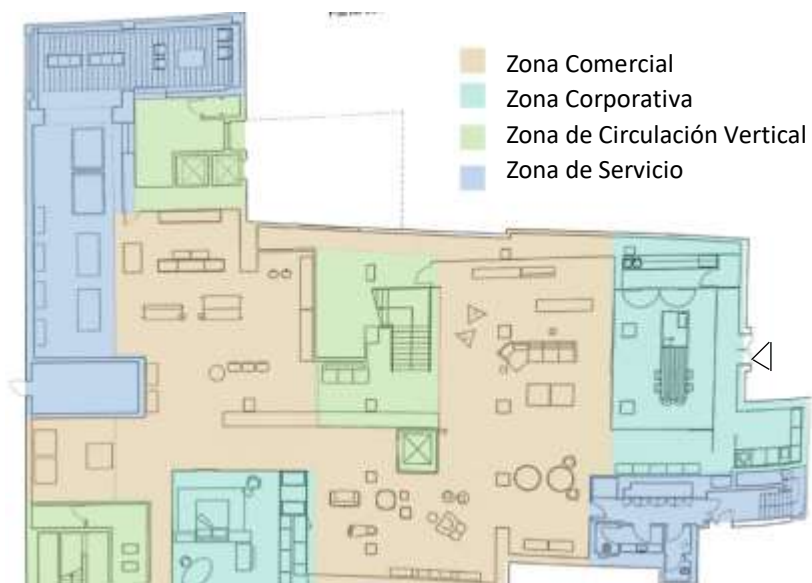 Zona Comercial
Zona Corporativa
Zona de Circulación Vertical
Zona de Servicio